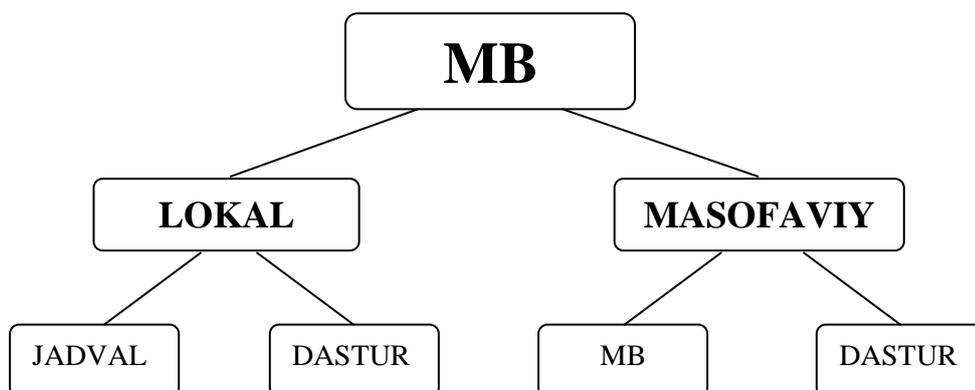 MB
LOKAL
MASOFAVIY
JADVAL
DASTUR
MB
DASTUR